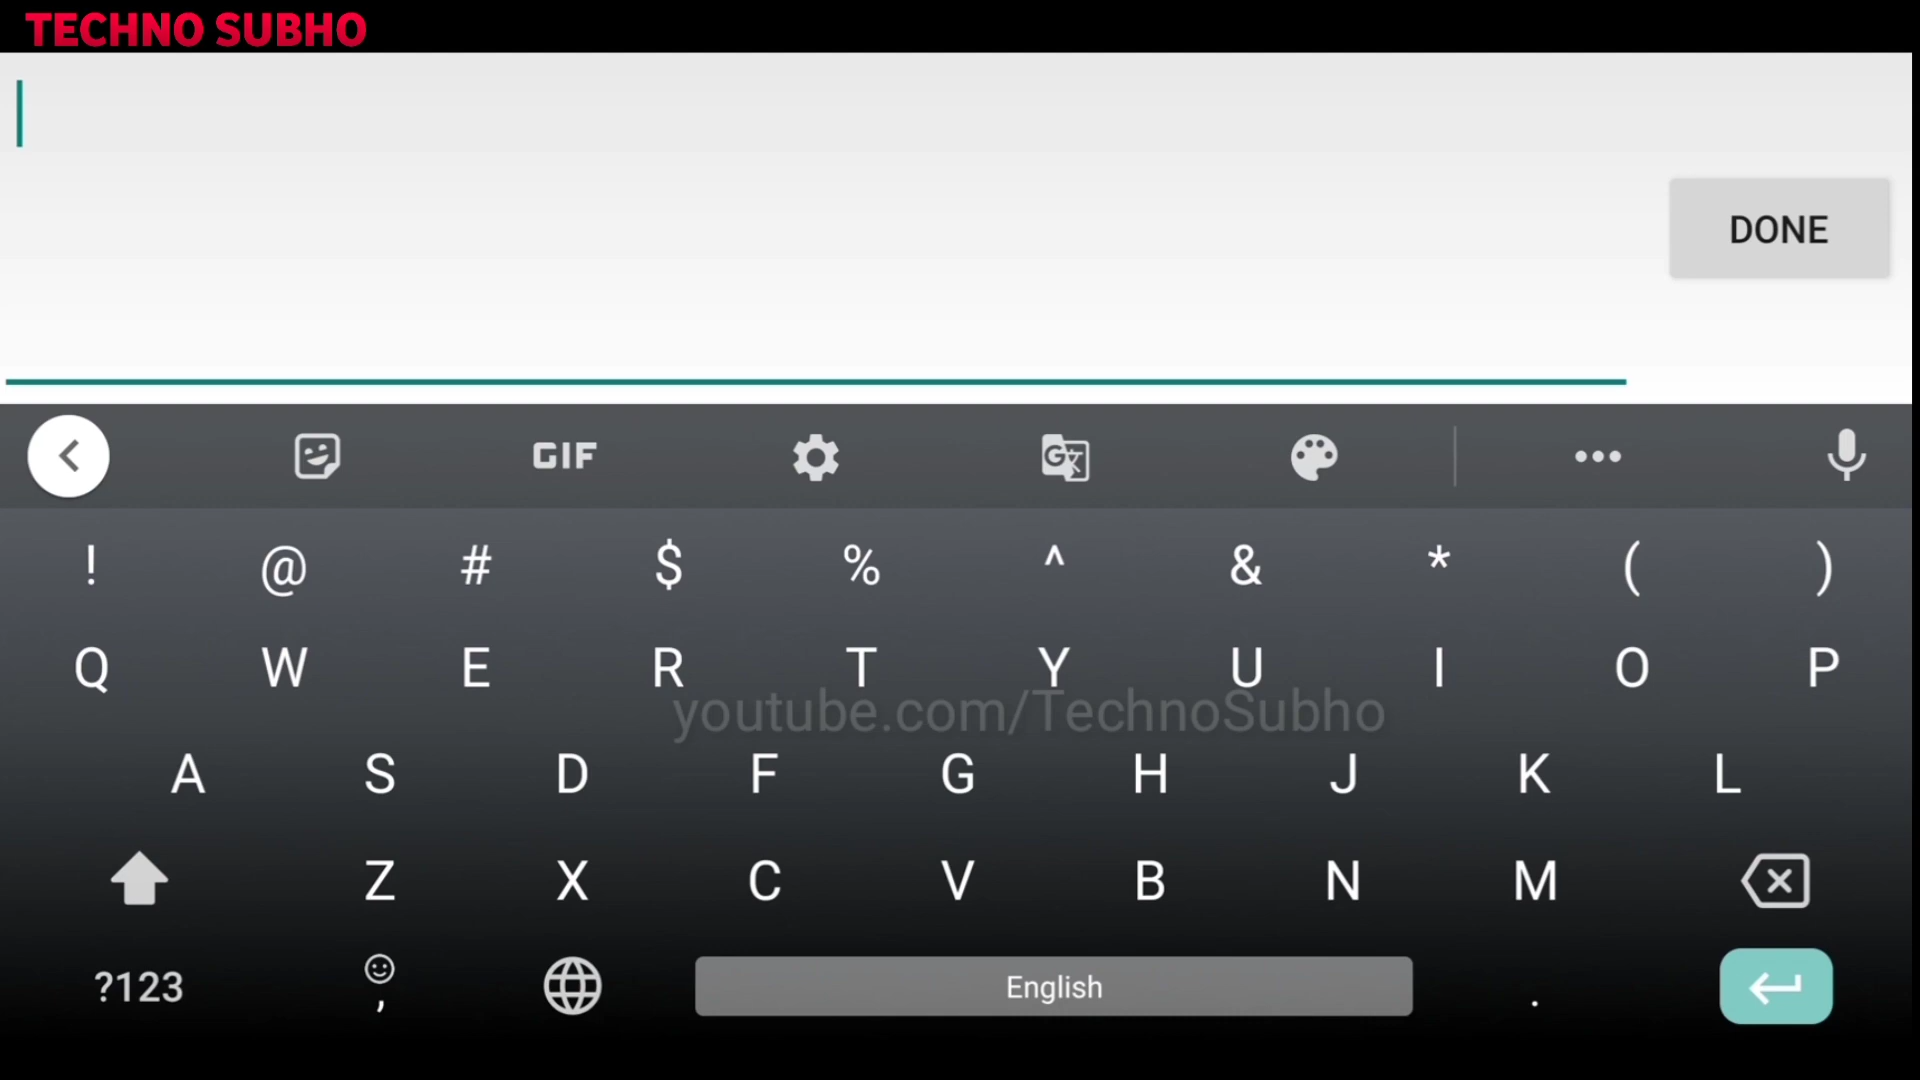 TECHNO SUBHO
DONE
GIF
! @ # $ % ^ & * ( )
Q W E R T Y U I O P
youtube.com/TechnoSubho
A S D F G H J K L
Z X C V B N M
?123 , English .